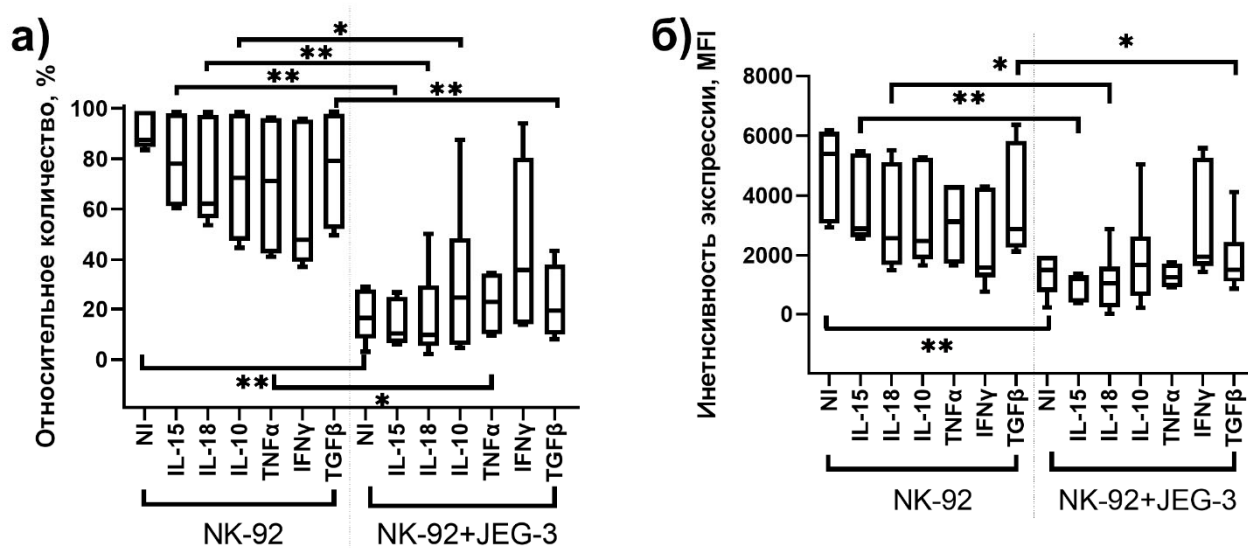 а)
Относительное количество, %
100
80
60
40
20
0
*
**
**
**
**
*
NI
IL-15
IL-18
IL-10
TNFα
IFNγ
TGFβ
NI
IL-15
IL-18
IL-10
TNFα
IFNγ
TGFβ
NK-92
NK-92+JEG-3
б)
Инетнсивность экспрессии, MFI
8000
6000
4000
2000
0
*
*
**
**
NI
IL-15
IL-18
IL-10
TNFα
IFNγ
TGFβ
NI
IL-15
IL-18
IL-10
TNFα
IFNγ
TGFβ
NK-92
NK-92+JEG-3